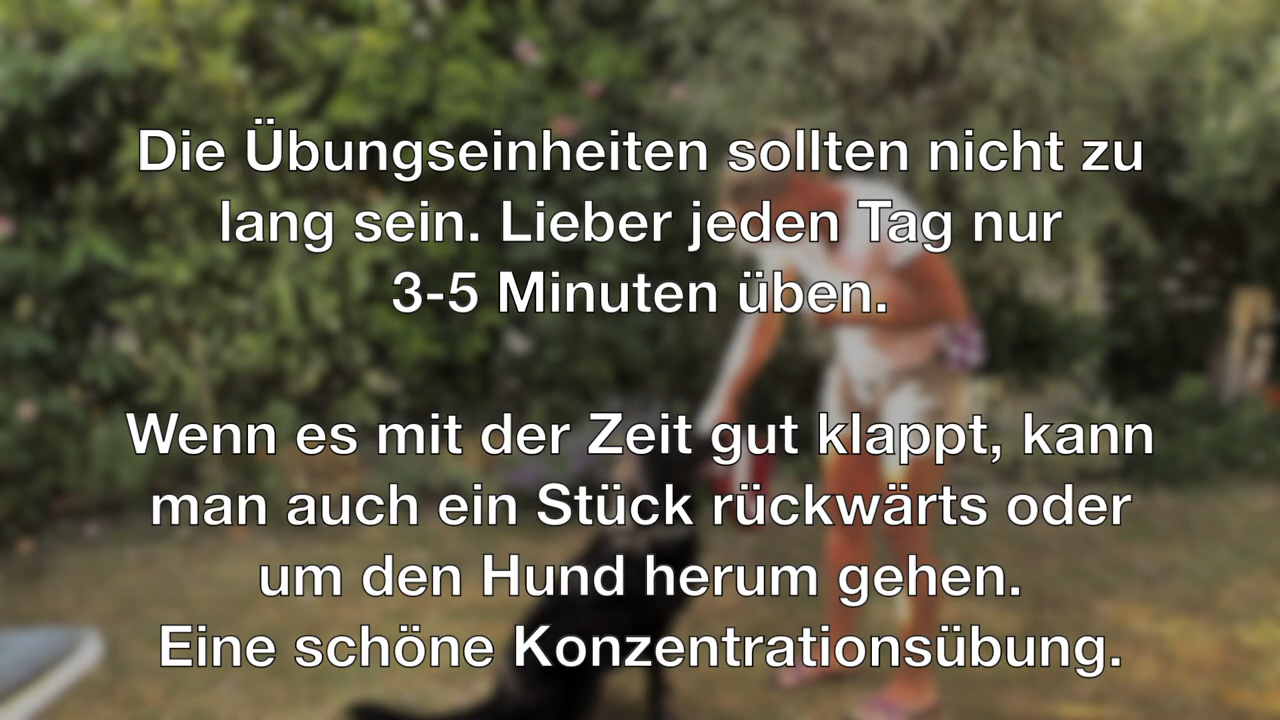 Die Übungseinheiten sollten nicht zu
lang sein. Lieber jeden Tag nur
3-5 Minuten üben.
Wenn es mit der Zeit gut klappt, kann
man auch ein Stück rückwärts oder
um den Hund herum gehen.
Eine schöne Konzentrationsübung.